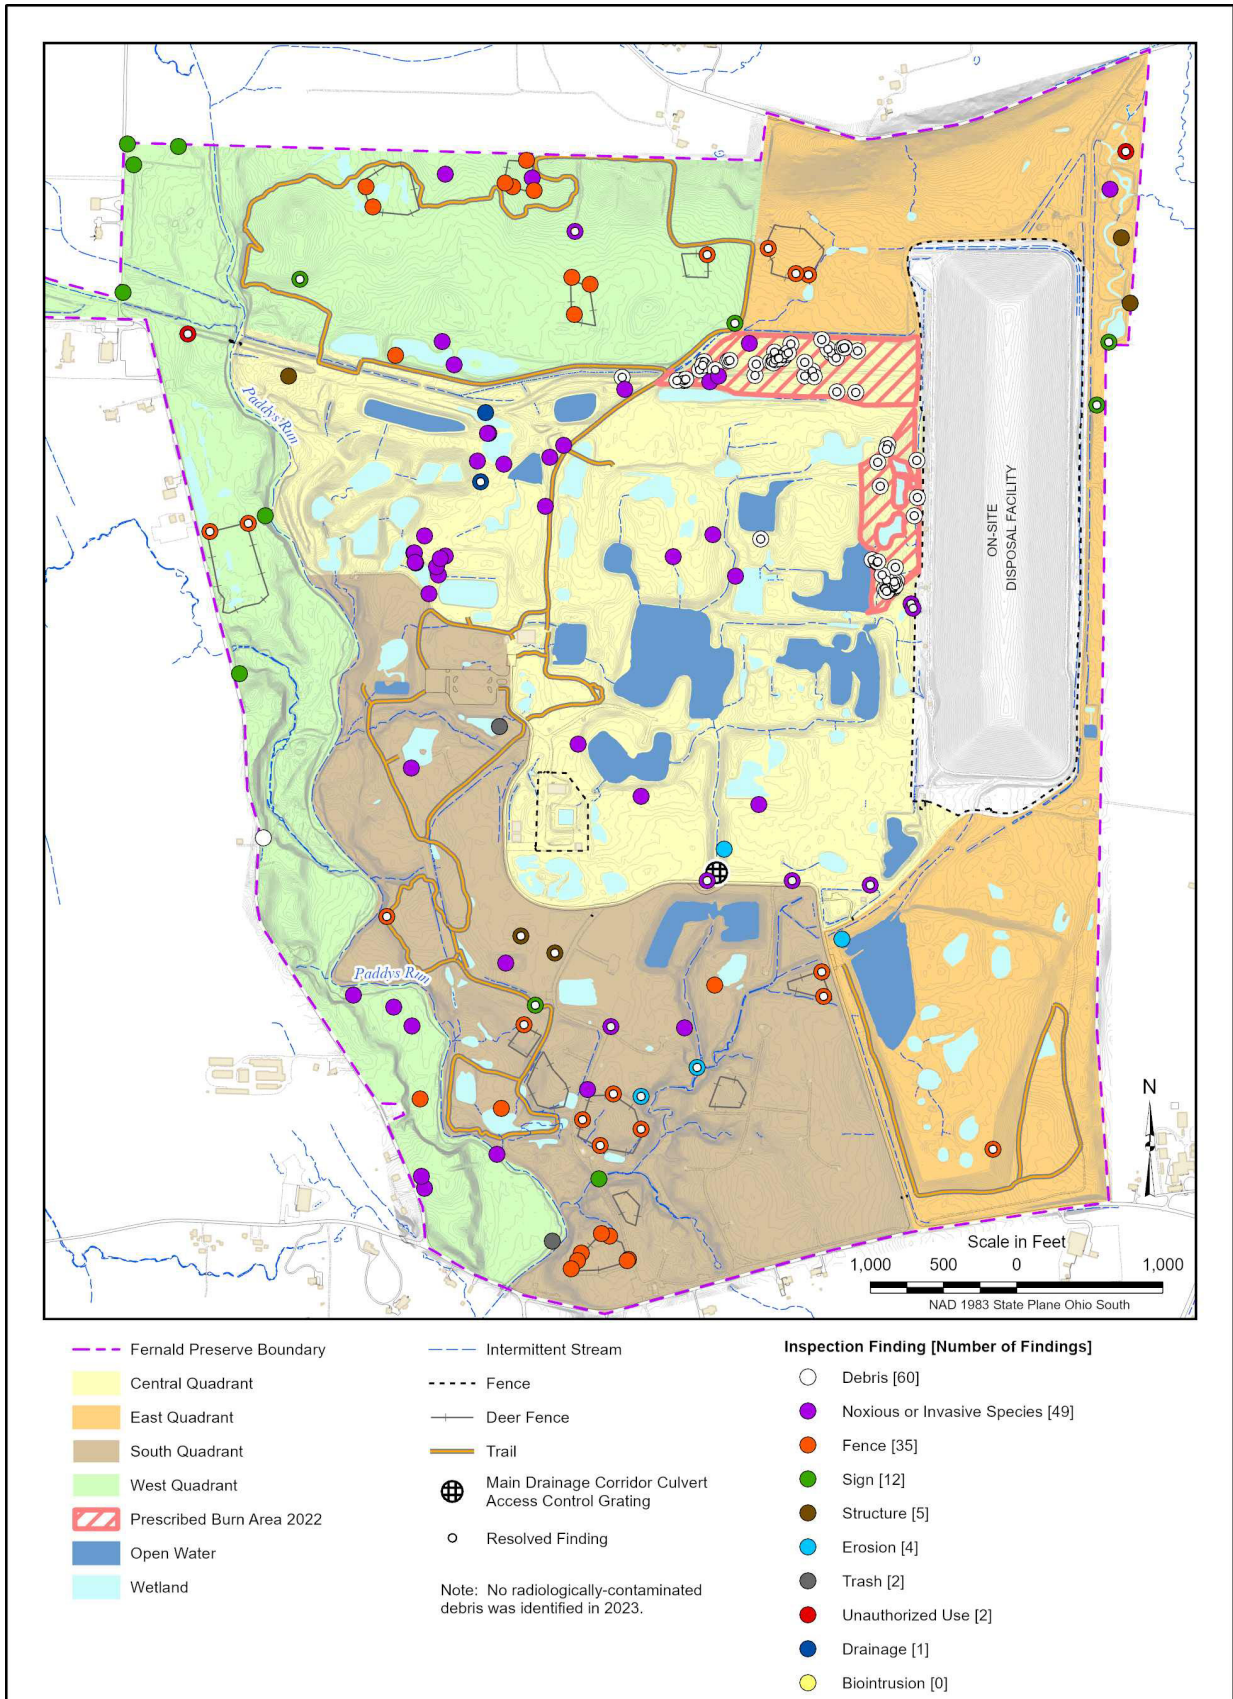 Paddys Run
ON-SITE
DISPOSAL FACILITY
Paddys Run
N
Scale in Feet
1,000 500 0 1,000
NAD 1983 State Plane Ohio South
Fernald Preserve Boundary
Central Quadrant
East Quadrant
South Quadrant
West Quadrant
Prescribed Burn Area 2022
Open Water
Wetland
Intermittent Stream
Fence
Deer Fence
Trail
Main Drainage Corridor Culvert
Access Control Grating
Resolved Finding
Note: No radiologically-contaminated
debris was identified in 2023.
Inspection Finding [Number of Findings]
Debris [60]
Noxious or Invasive Species [49]
Fence [35]
Sign [12]
Structure [5]
Erosion [4]
Trash [2]
Unauthorized Use [2]
Drainage [1]
Biointrusion [0]